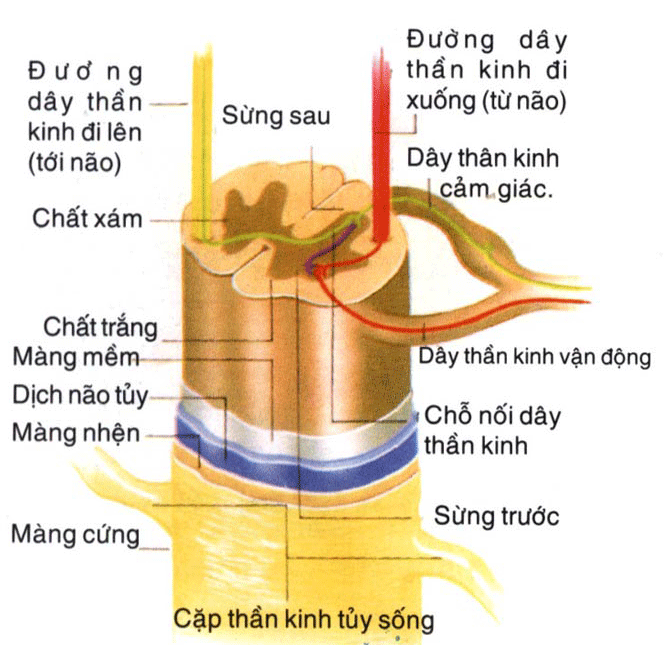 Đ ư ờ n g
dây thần
kinh đi lên
(tới não)
Sừng sau
Đường dây
thần kinh đi
xuống (từ não)
Dây thân kinh
cảm giác.
Chất xám
Chất trắng
Màng mềm
Dịch não tủy
Màng nhện
Màng cứng
Dây thần kinh vận động
Chỗ nối dây
thần kinh
Sừng trước
Cặp thần kinh tủy sống